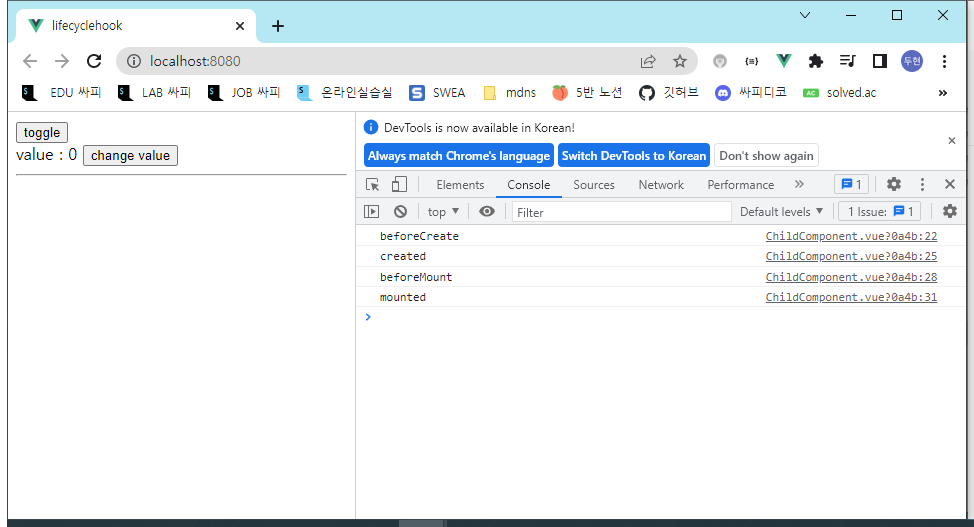 lifecyclehook
localhost:8080
두현
EDU 싸피 LAB 싸피 JOB 싸피 온라인실습실 SWEA mdns 5반 노션 깃허브 싸피디코 solved.ac »
toggle
value : 0 change value
DevTools is now available in Korean!
Always match Chrome's language Switch DevTools to Korean Don't show again
Elements Console Sources Network Performance » 1
top Filter Default levels 1 Issue: 1
beforeCreate ChildComponent.vue?0a4b:22
created ChildComponent.vue?0a4b:25
beforeMount ChildComponent.vue?0a4b:28
mounted ChildComponent.vue?0a4b:31